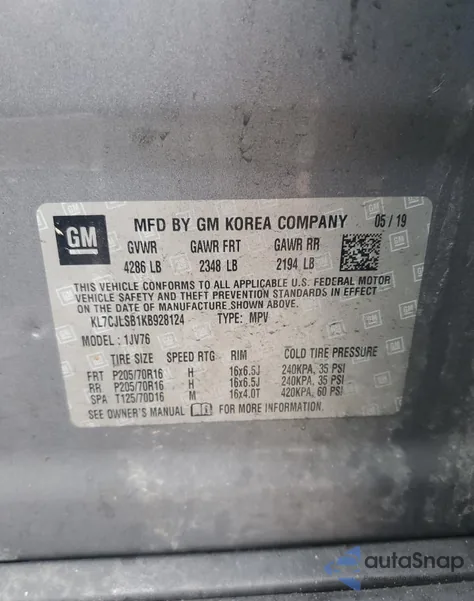 GM
MFD BY GM KOREA COMPANY 05/19
GVWR GAWR FRT GAWR RR
4286 LB 2348 LB 2194 LB
THIS VEHICLE CONFORMS TO ALL APPLICABLE U.S. FEDERAL MOTOR
VEHICLE SAFETY AND THEFT PREVENTION STANDARDS IN EFFECT
ON THE DATE OF MANUFACTURE SHOWN ABOVE.
KL7CJLSB1KB928124 TYPE: MPV
MODEL: 1JV76
TIRE SIZE SPEED RTG RIM COLD TIRE PRESSURE
FRT P205/70R16 H 16x6.5J 240KPA, 35 PSI
RR P205/70R16 H 16x6.5J 240KPA, 35 PSI
SPA T125/70D16 M 16x4.0T 420KPA, 60 PSI
SEE OWNER'S MANUAL FOR MORE INFORMATION.
autoSnap